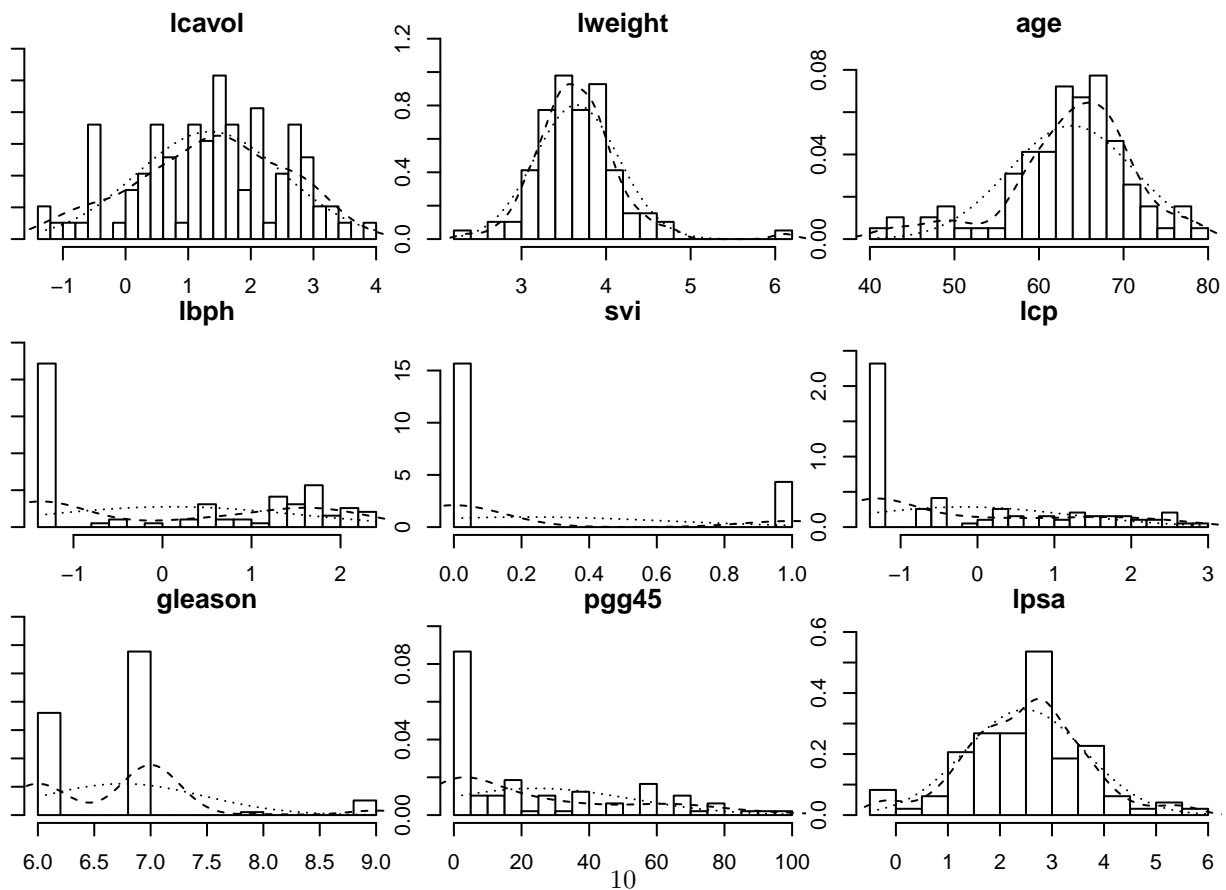 lcavol
−1 0 1 2 3 4
lweight
0.0 0.4 0.8 1.2
3 4 5 6
age
0.00 0.04 0.08
40 50 60 70 80
lbph
−1 0 1 2
svi
0 5 10 15
0.0 0.2 0.4 0.6 0.8 1.0
lcp
0.0 1.0 2.0
−1 0 1 2 3
gleason
6.0 6.5 7.0 7.5 8.0 8.5 9.0
pgg45
0.00 0.04 0.08
0 20 40 60 80 100
lpsa
0.0 0.2 0.4 0.6
0 1 2 3 4 5 6
10